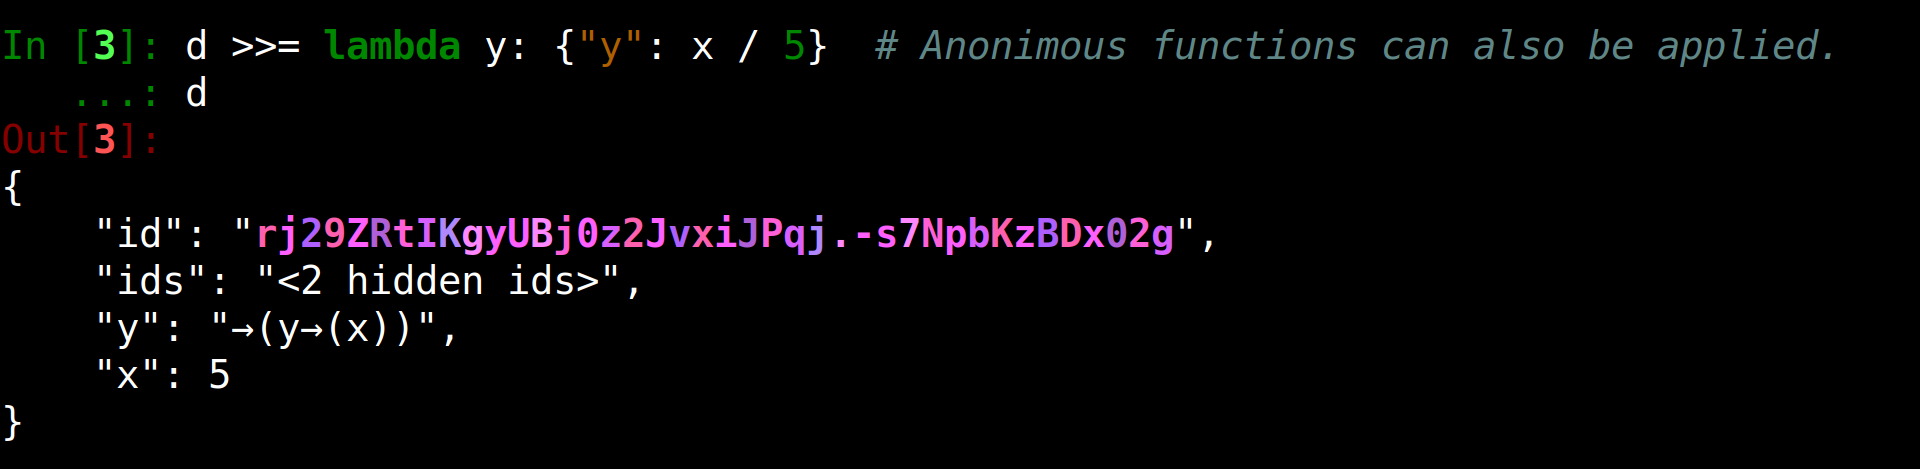 In [3]: d >>= lambda y: {"y": x / 5}  # Anonimous functions can also be applied.
   ...: d
Out[3]:
{
    "id": "rj29ZRtIKgyUBj0z2JvxiJPqj.-s7NpbKzBDx02g",
    "ids": "<2 hidden ids>",
    "y": "→(y→(x))",
    "x": 5
}